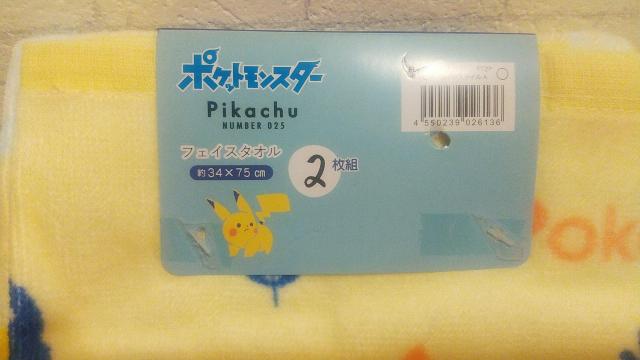 ポケットモンスター
Pikachu
NUMBER 025
フェイスタオル
約34×75cm
2枚組
4 550239 026136
Poke